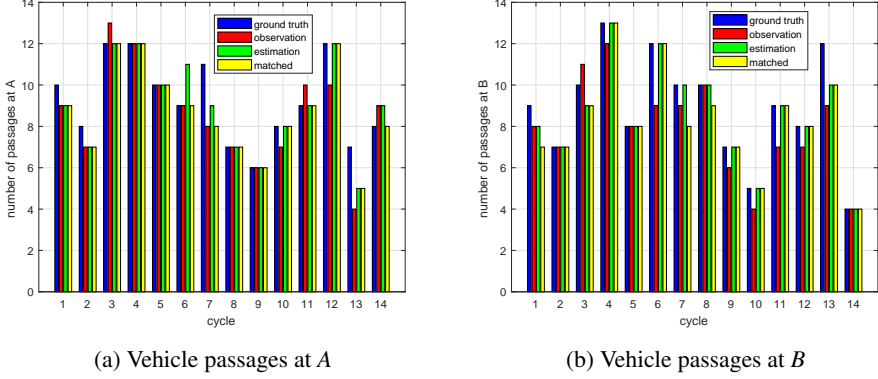 14
12
10
8
6
4
2
0
number of passages at A
ground truth
observation
estimation
matched
1 2 3 4 5 6 7 8 9 10 11 12 13 14
cycle
(a) Vehicle passages at A
14
12
10
8
6
4
2
0
number of passages at B
ground truth
observation
estimation
matched
1 2 3 4 5 6 7 8 9 10 11 12 13 14
cycle
(b) Vehicle passages at B